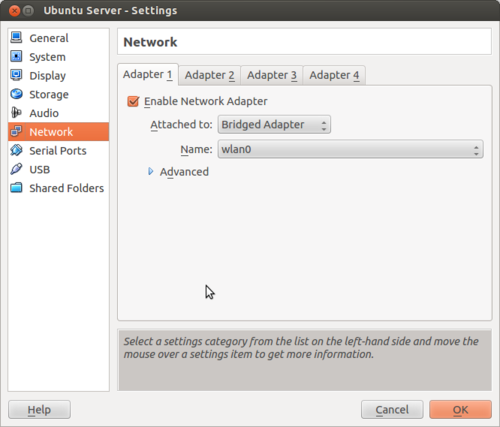 Ubuntu Server - Settings
General
System
Display
Storage
Audio
Network
Serial Ports
USB
Shared Folders
Network
Adapter 1 Adapter 2 Adapter 3 Adapter 4
Enable Network Adapter
Attached to: Bridged Adapter
Name: wlan0
Advanced
Select a settings category from the list on the left-hand side and move the
mouse over a settings item to get more information.
Help Cancel OK